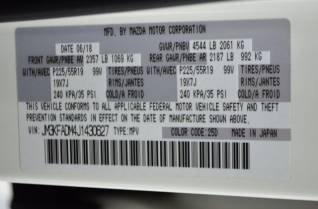 MFD. BY MAZDA MOTOR CORPORATION
DATE 06/18 GVWR/PNBV 4544 LB 2061 KG
FRONT GAWR/PNBE AV 2357 LB 1069 KG REAR GAWR/PNBE AR 2187 LB 992 KG
WITH/AVEC P225/55R19 99V TIRES/PNEUS WITH/AVEC P225/55R19 99V TIRES/PNEUS
19X7J RIMS/JANTES 19X7J RIMS/JANTES
240 KPA/35 PSI COLD/A FROID 240 KPA/35 PSI COLD/A FROID
THIS VEHICLE CONFORMS TO ALL APPLICABLE FEDERAL MOTOR VEHICLE SAFETY AND THEFT
PREVENTION STANDARDS IN EFFECT ON THE DATE OF MANUFACTURE SHOWN ABOVE.
JM3KFADM4J1430827 TYPE:MPV COLOR CODE:25D MADE IN JAPAN